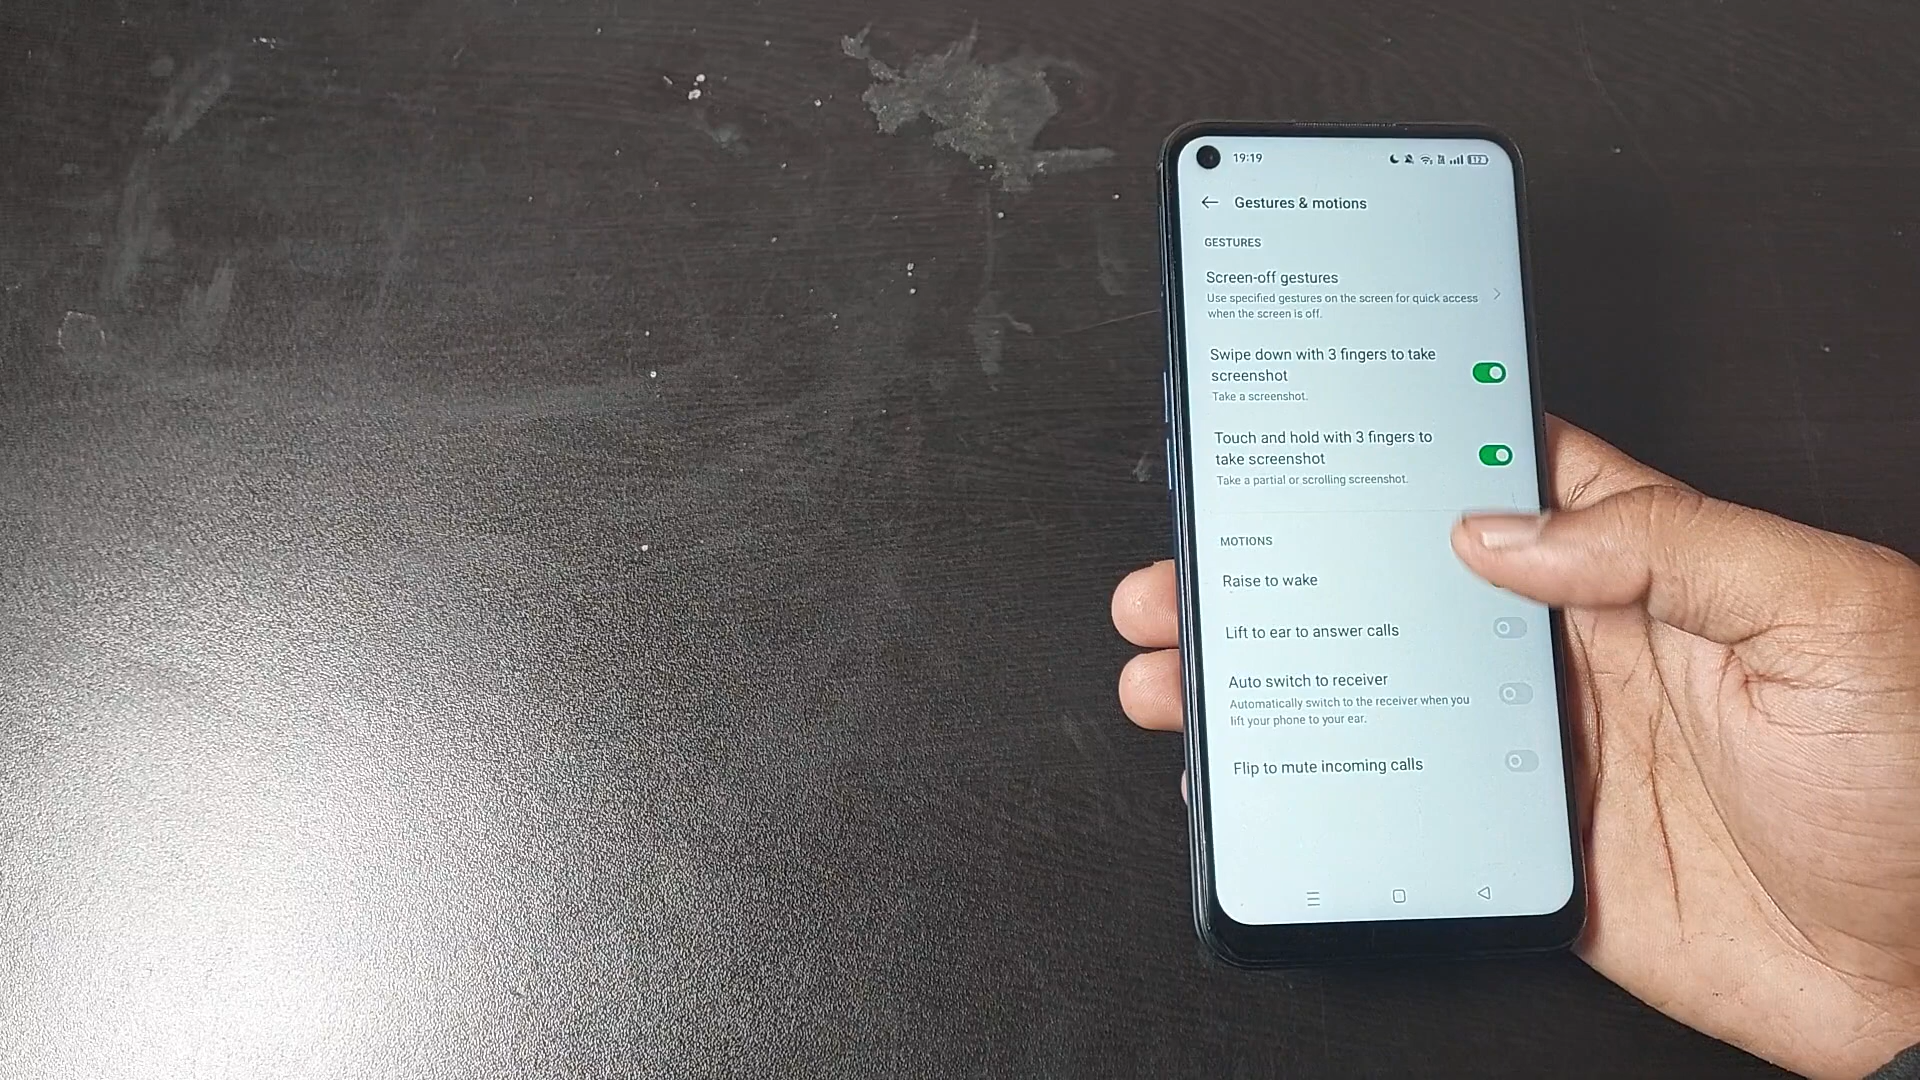 19:19
12
Gestures & motions
GESTURES
Screen-off gestures
Use specified gestures on the screen for quick access
when the screen is off.
Swipe down with 3 fingers to take
screenshot
Take a screenshot.
Touch and hold with 3 fingers to
take screenshot
Take a partial or scrolling screenshot.
MOTIONS
Raise to wake
Lift to ear to answer calls
Auto switch to receiver
Automatically switch to the receiver when you
lift your phone to your ear.
Flip to mute incoming calls